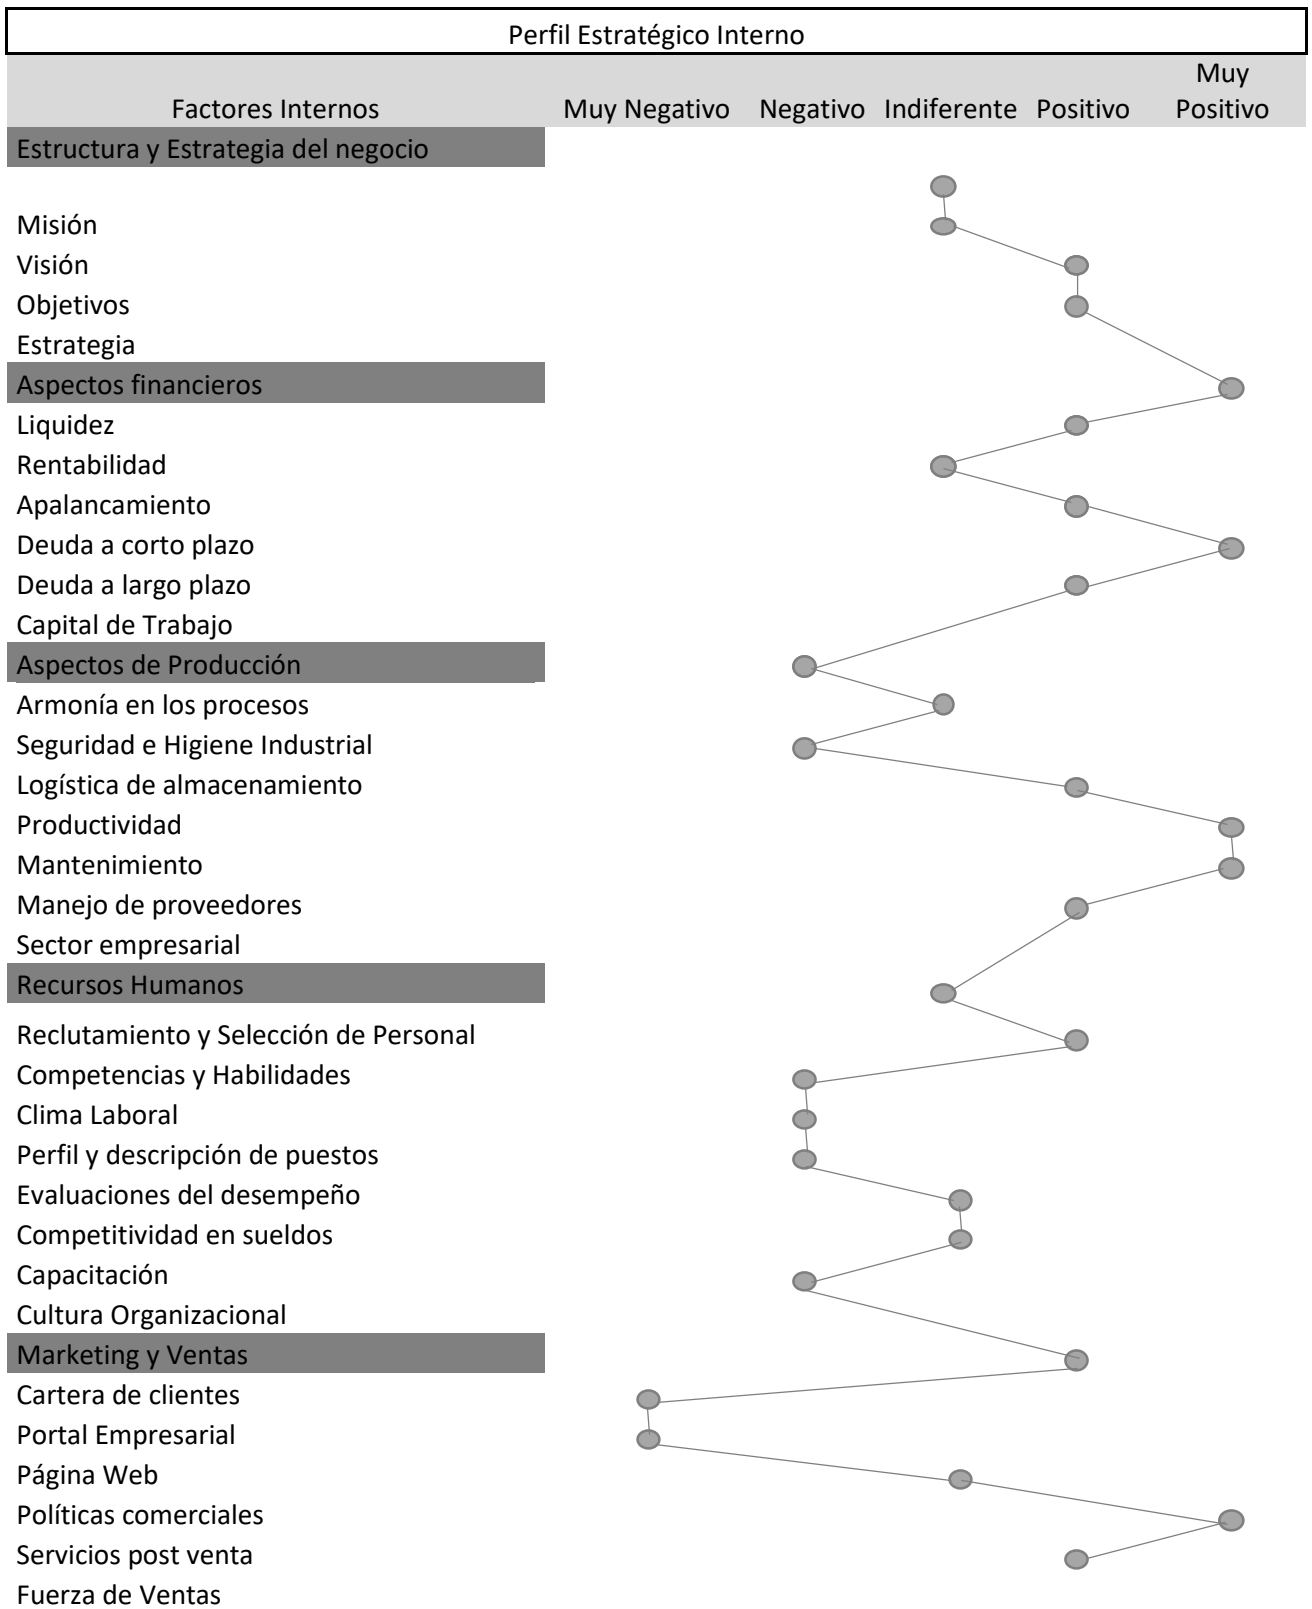 Perfil Estratégico Interno
Muy
Factores Internos Muy Negativo Negativo Indiferente Positivo Positivo
Estructura y Estrategia del negocio
Misión
Visión
Objetivos
Estrategia
Aspectos financieros
Liquidez
Rentabilidad
Apalancamiento
Deuda a corto plazo
Deuda a largo plazo
Capital de Trabajo
Aspectos de Producción
Armonía en los procesos
Seguridad e Higiene Industrial
Logística de almacenamiento
Productividad
Mantenimiento
Manejo de proveedores
Sector empresarial
Recursos Humanos
Reclutamiento y Selección de Personal
Competencias y Habilidades
Clima Laboral
Perfil y descripción de puestos
Evaluaciones del desempeño
Competitividad en sueldos
Capacitación
Cultura Organizacional
Marketing y Ventas
Cartera de clientes
Portal Empresarial
Página Web
Políticas comerciales
Servicios post venta
Fuerza de Ventas